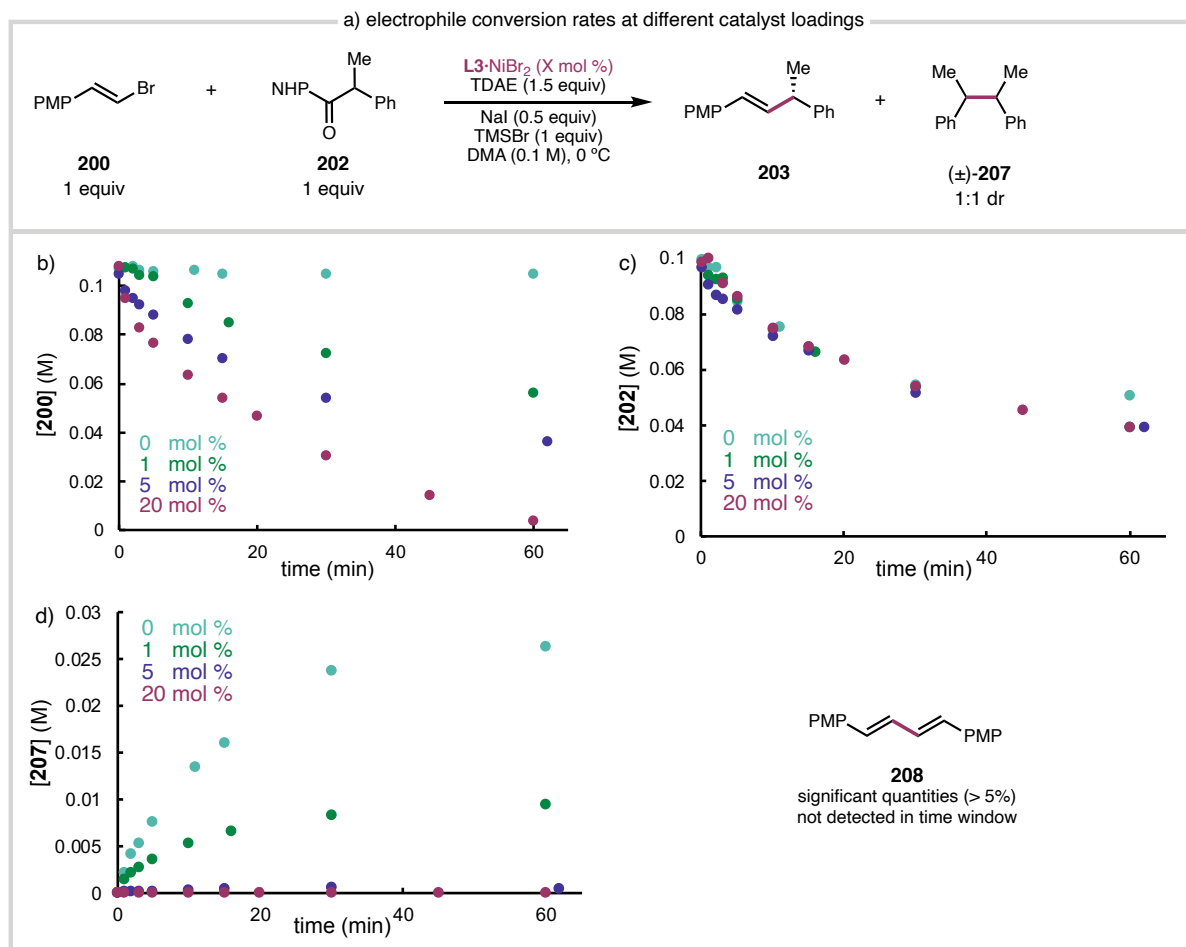 a) electrophile conversion rates at different catalyst loadings
PMP
Br
+
NHP
O
Me
Ph
L3·NiBr2 (X mol %)
TDAE (1.5 equiv)
NaI (0.5 equiv)
TMSBr (1 equiv)
DMA (0.1 M), 0 ºC
PMP
Me
Ph
+
Me
Me
Ph
Ph
200
1 equiv
202
1 equiv
203
(±)-207
1:1 dr
b)
[200] (M)
0.1
0.08
0.06
0.04
0.02
0
0 mol %
1 mol %
5 mol %
20 mol %
0
20
40
60
time (min)
c)
[202] (M)
0.1
0.08
0.06
0.04
0.02
0
0 mol %
1 mol %
5 mol %
20 mol %
0
20
40
60
time (min)
d)
[207] (M)
0.03
0.025
0.02
0.015
0.01
0.005
0
0 mol %
1 mol %
5 mol %
20 mol %
0
20
40
60
time (min)
PMP
PMP
208
significant quantities (> 5%)
not detected in time window